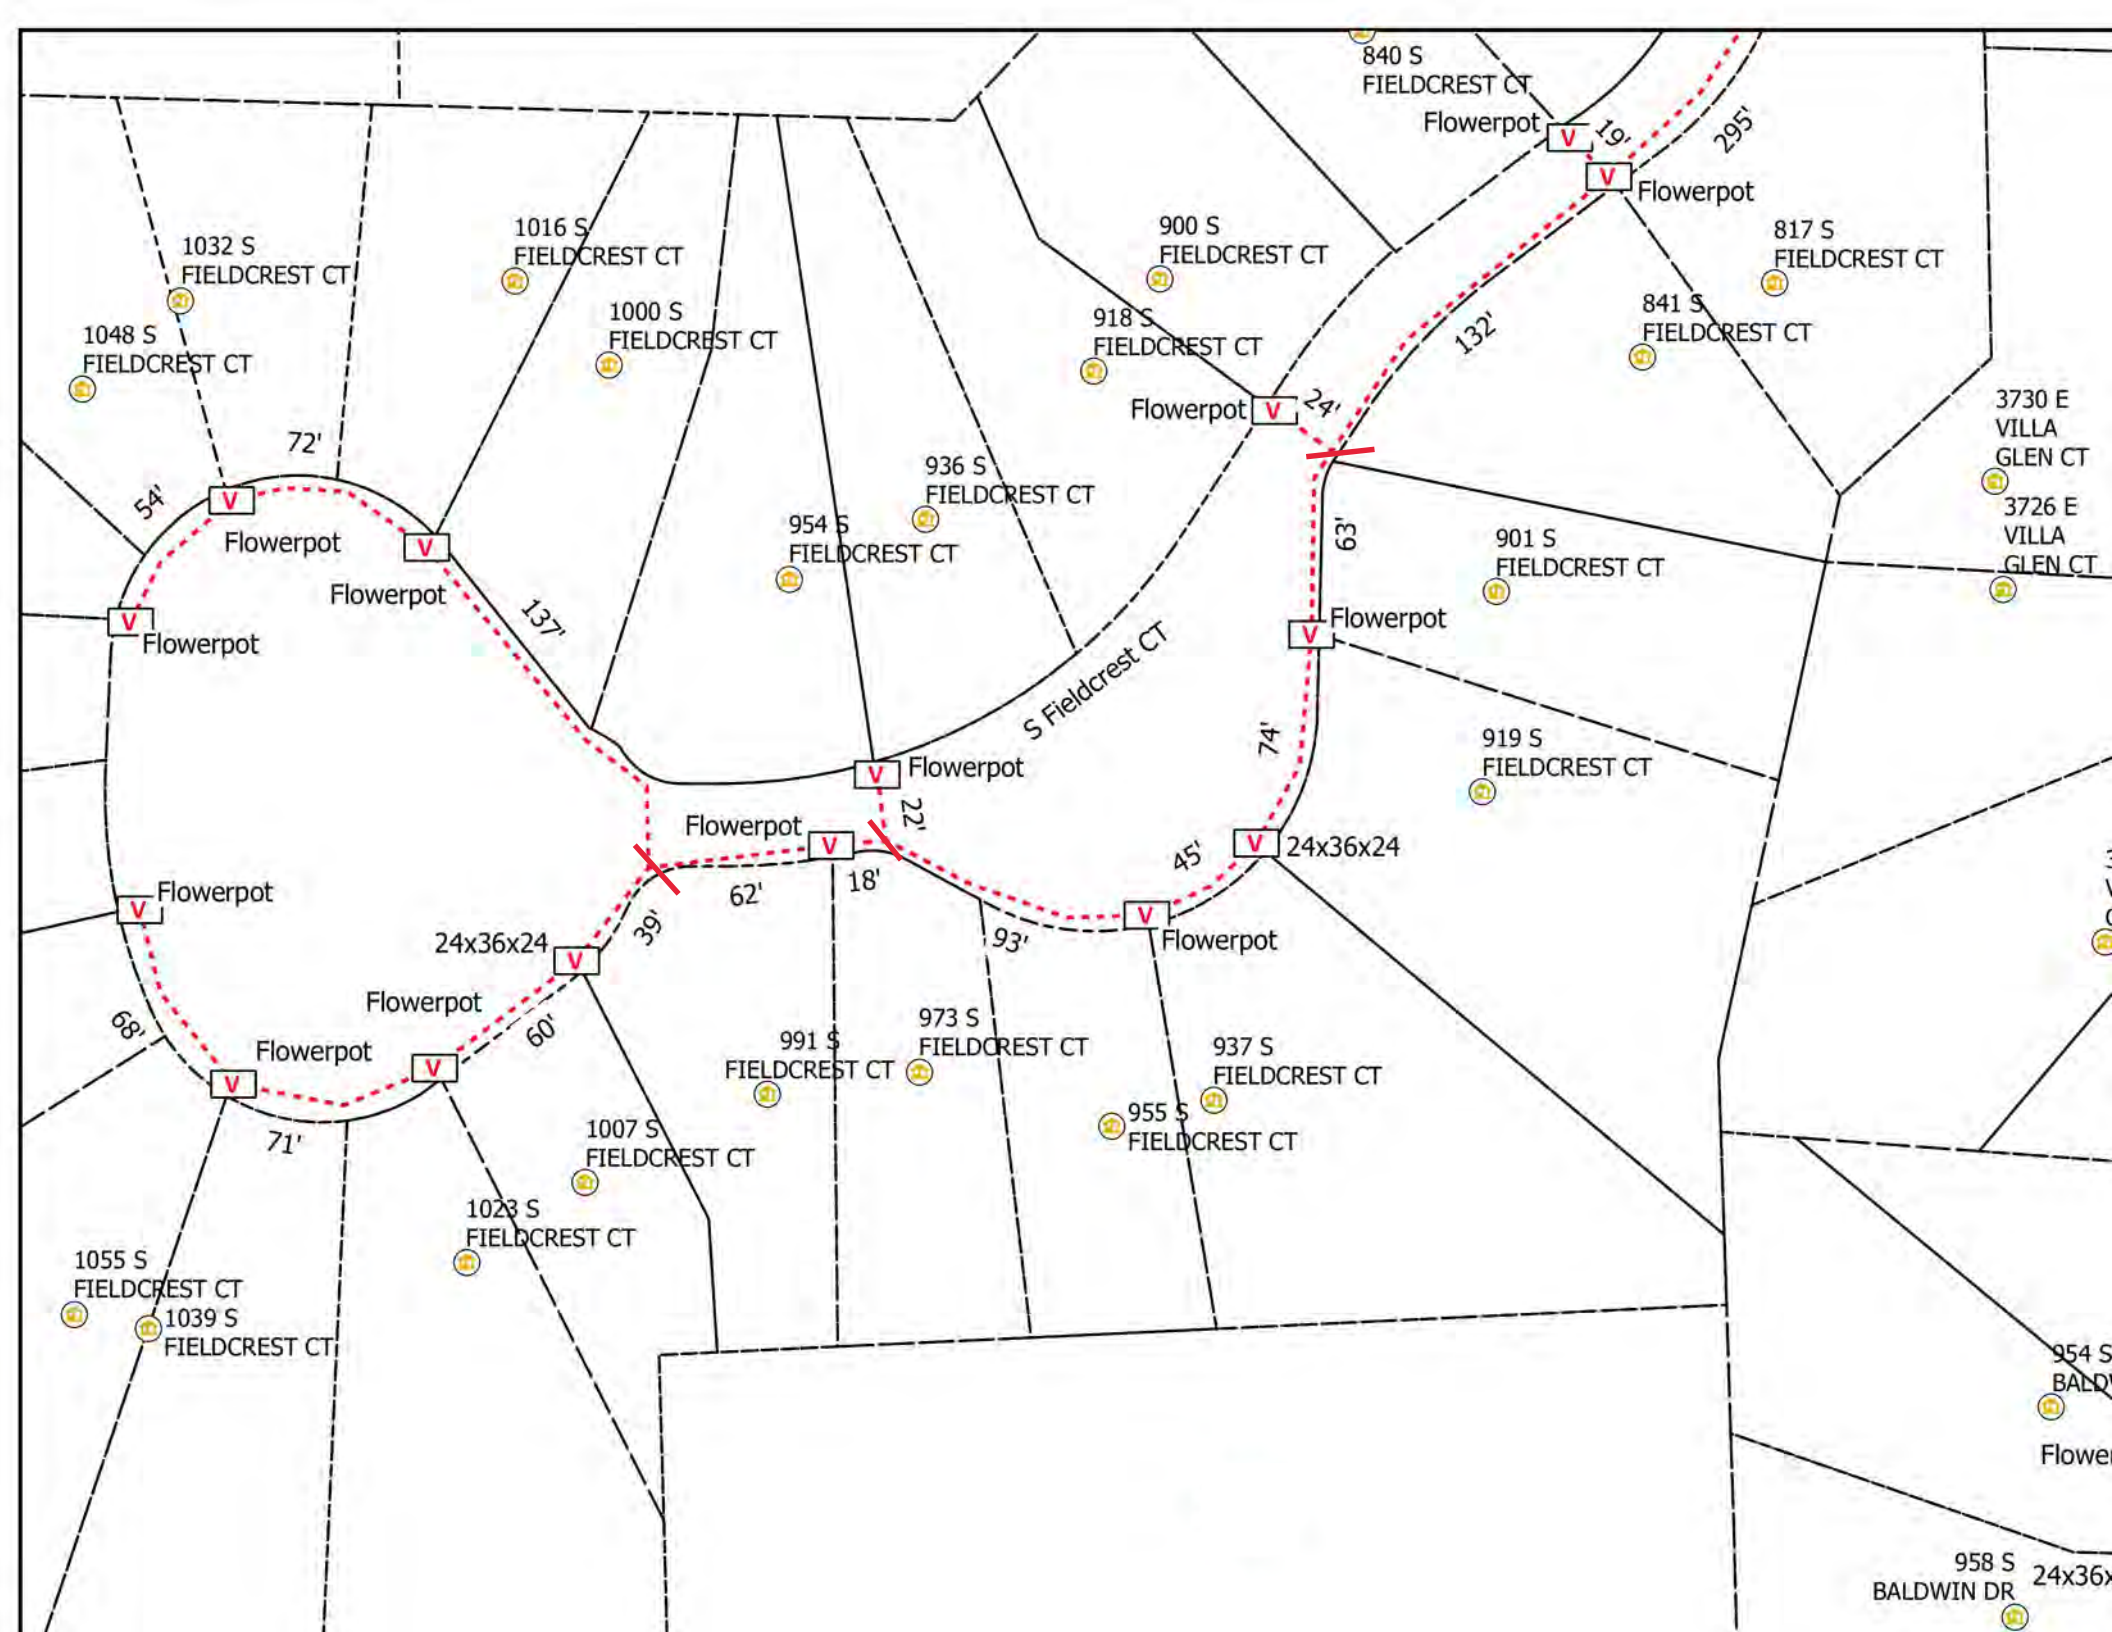 840 S
FIELDCREST CT
Flowerpot
V
19'
295'
V
Flowerpot
1032 S
FIELDCREST CT
1016 S
FIELDCREST CT
900 S
FIELDCREST CT
817 S
FIELDCREST CT
1048 S
FIELDCREST CT
1000 S
FIELDCREST CT
918 S
FIELDCREST CT
841 S
FIELDCREST CT
132'
Flowerpot
V
24'
3730 E
VILLA
GLEN CT
72'
54'
V
Flowerpot
936 S
FIELDCREST CT
954 S
FIELDCREST CT
3726 E
VILLA
GLEN CT
63'
901 S
FIELDCREST CT
V
Flowerpot
137'
V
Flowerpot
V
Flowerpot
S Fieldcrest CT
74'
919 S
FIELDCREST CT
V
Flowerpot
22'
Flowerpot
V
18'
62'
45'
V
24x36x24
V
Flowerpot
V
Flowerpot
93'
39'
24x36x24
V
60'
Flowerpot
V
68'
Flowerpot
V
71'
991 S
FIELDCREST CT
973 S
FIELDCREST CT
937 S
FIELDCREST CT
955 S
FIELDCREST CT
1007 S
FIELDCREST CT
1023 S
FIELDCREST CT
1055 S
FIELDCREST CT
1039 S
FIELDCREST CT
954 S
BALDW
Flower
958 S
BALDWIN DR
24x36x